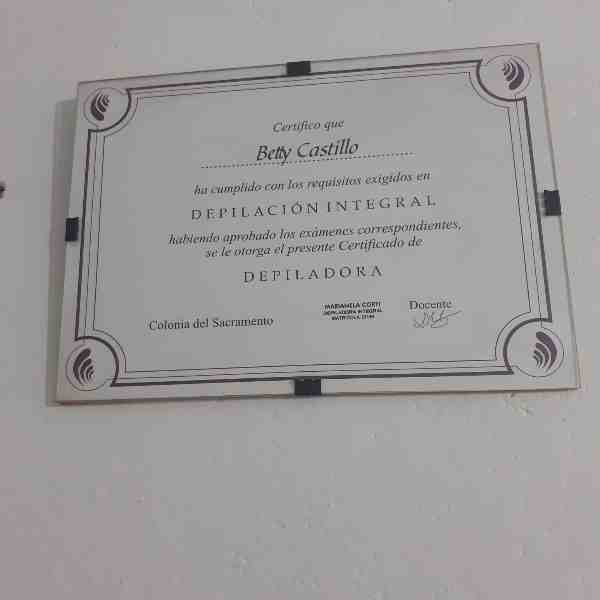 Certifico que
Betty Castillo
ha cumplido con los requisitos exigidos en
DEPILACIÓN INTEGRAL
habiendo aprobado los exámenes correspondientes,
se le otorga el presente Certificado de
DEPILADORA
Colonia del Sacramento
MARIANELA CORTI
DEPILADORA INTEGRAL
MATRICULA
Docente